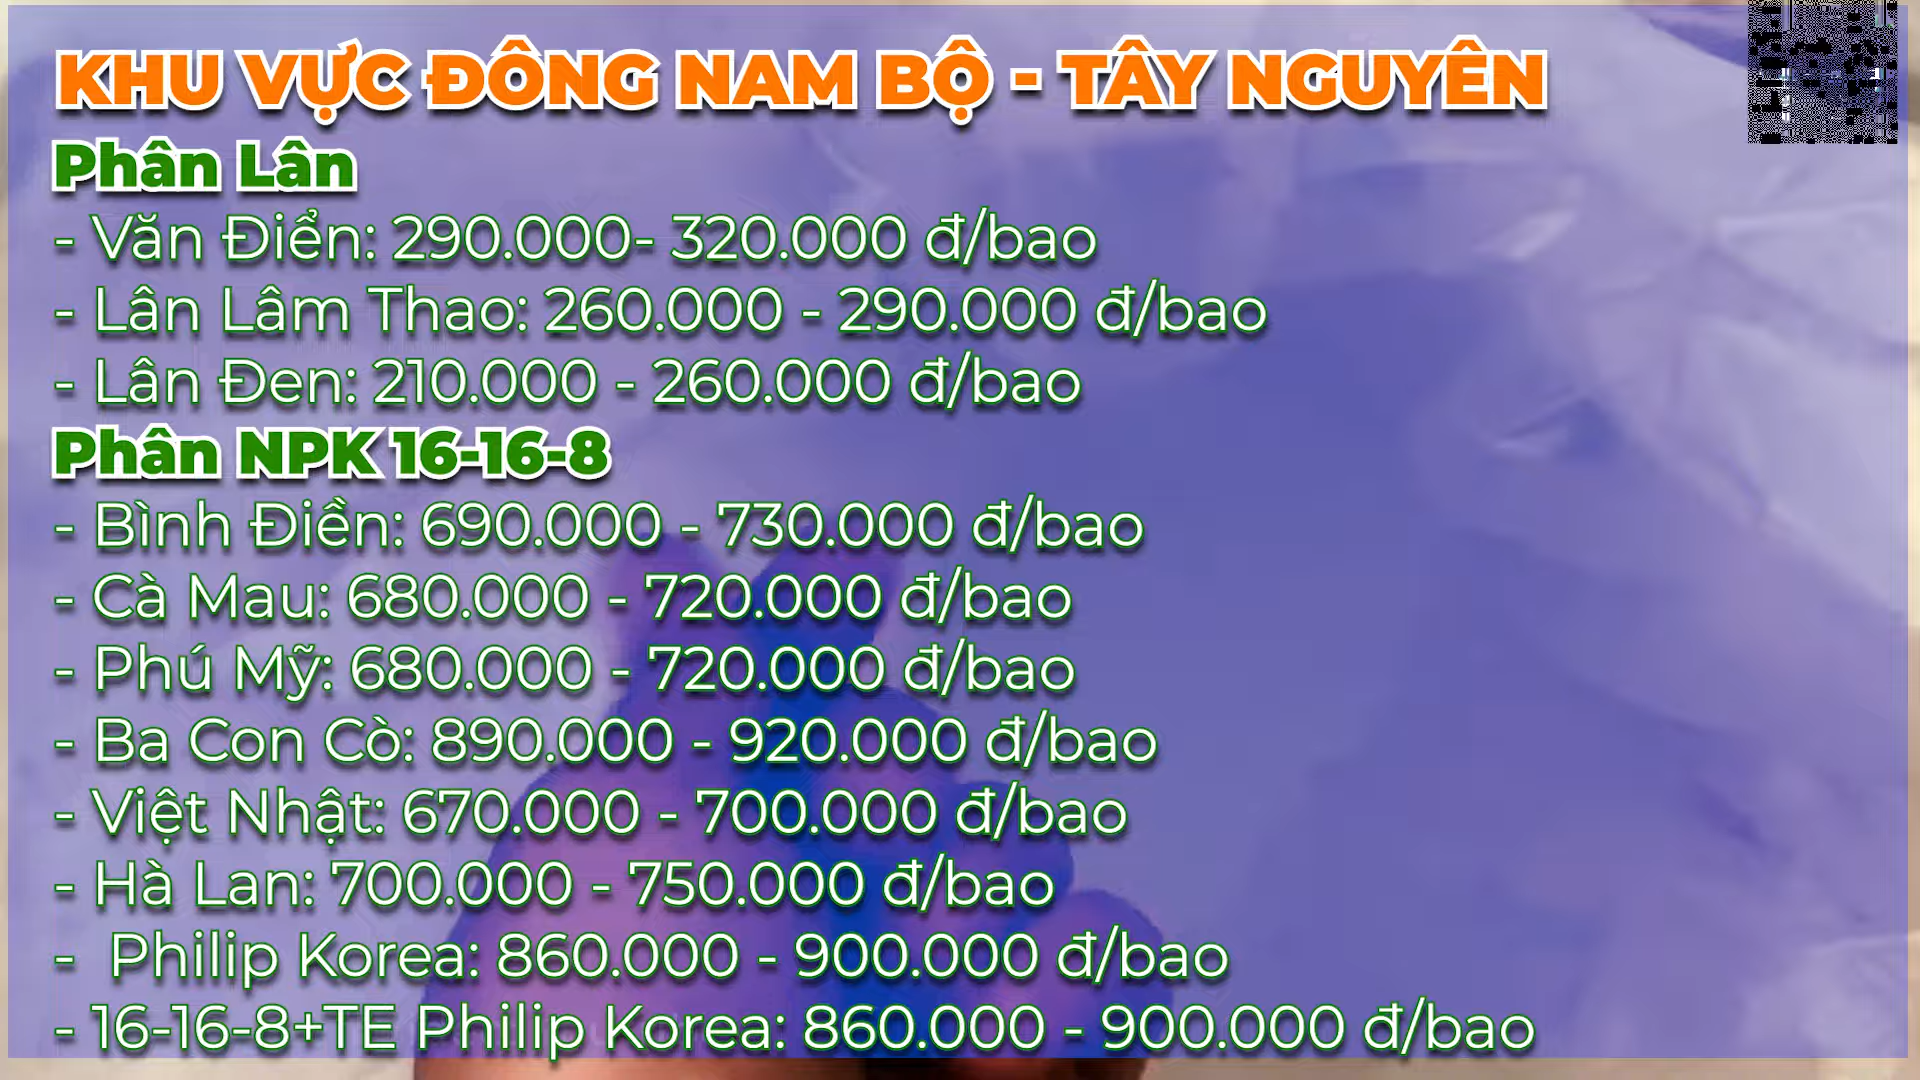 KHU VỰC ĐÔNG NAM BỘ - TÂY NGUYÊN
Phân Lân
- Văn Điển: 290.000- 320.000 đ/bao
- Lân Lâm Thao: 260.000 - 290.000 đ/bao
- Lân Đen: 210.000 - 260.000 đ/bao
Phân NPK 16-16-8
- Bình Điền: 690.000 - 730.000 đ/bao
- Cà Mau: 680.000 - 720.000 đ/bao
- Phú Mỹ: 680.000 - 720.000 đ/bao
- Ba Con Cò: 890.000 - 920.000 đ/bao
- Việt Nhật: 670.000 - 700.000 đ/bao
- Hà Lan: 700.000 - 750.000 đ/bao
- Philip Korea: 860.000 - 900.000 đ/bao
- 16-16-8+TE Philip Korea: 860.000 - 900.000 đ/bao